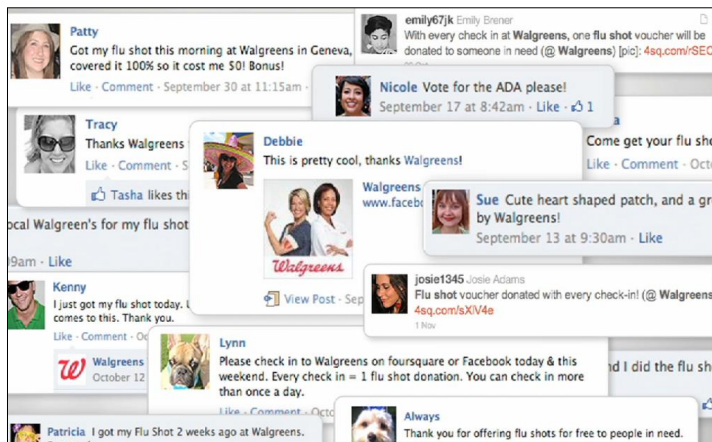 Patty
Got my flu shot this morning at Walgreens in Geneva,
covered it 100% so it cost me $0! Bonus!
Like · Comment · September 30 at 11:15am ·
emily67jk Emily Brener
With every check in at Walgreens, one flu shot voucher will be
donated to someone in need (@ Walgreens) [pic]: 4sq.com/rSEC
Nicole Vote for the ADA please!
September 17 at 8:42am · Like · 1
Tracy
Thanks Walgreens
Like · Comment · S
Tasha likes thi
Debbie
This is pretty cool, thanks Walgreens!
Walgreens
www.facebo
Walgreens
View Post · Sep
a
Come get your flu sh
Like · Comment · Oct
Sue Cute heart shaped patch, and a gr
by Walgreens!
September 13 at 9:30am · Like
ocal Walgreen's for my flu shot
09am · Like
josie1345 Josie Adams
Flu shot voucher donated with every check-in! (@ Walgreens
4sq.com/sXiV4e
1 Nov
Kenny
I just got my flu shot today.
comes to this. Thank you.
Like · Comment · Oc
W Walgreens
October 12
Lynn
Please check in to Walgreens on foursquare or Facebook today & this
weekend. Every check in = 1 flu shot donation. You can check in more
than once a day.
Like · Comment · Octo
nd I did the flu sh
Always
Thank you for offering flu shots for free to people in need.
Patricia I got my Flu Shot 2 weeks ago at Walgreens.